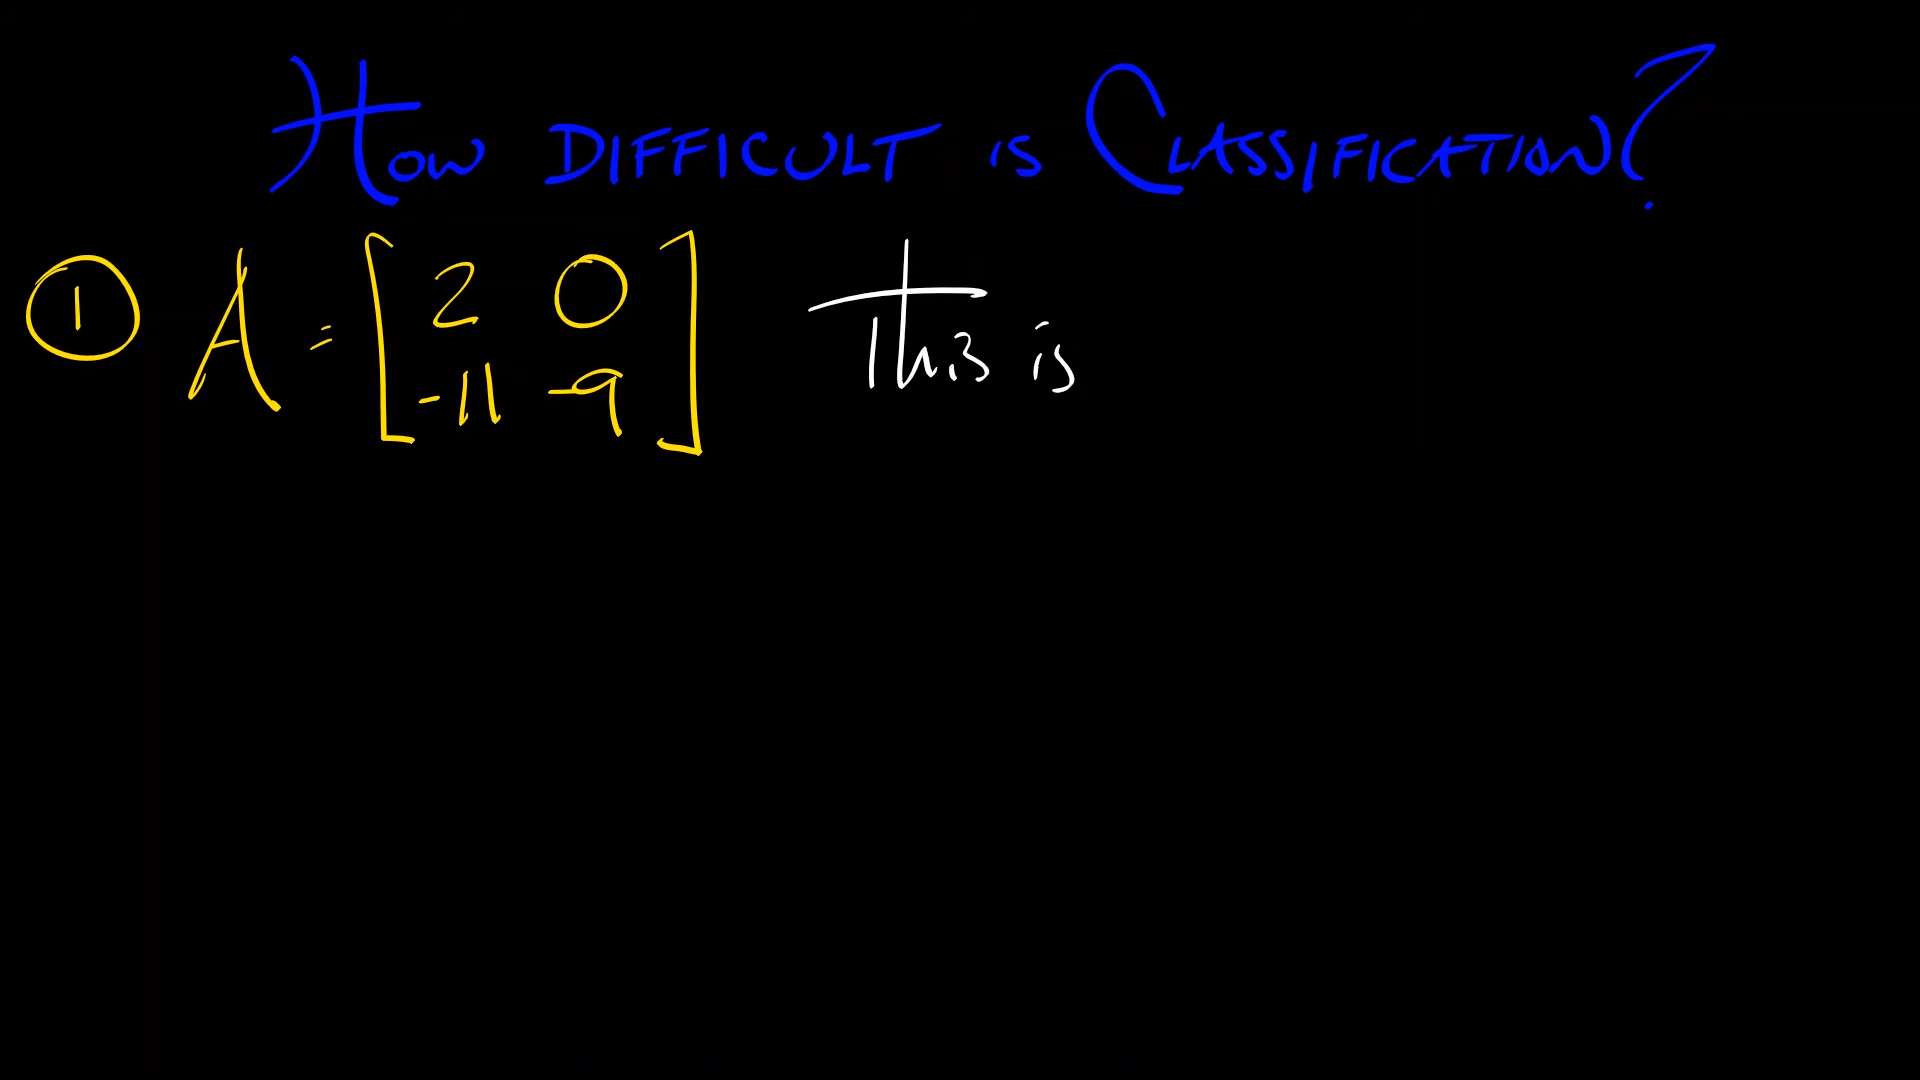 How DIFFICULT is CLASSIFICATION?
① A = [ 2 0 This is
-11 -9 ]